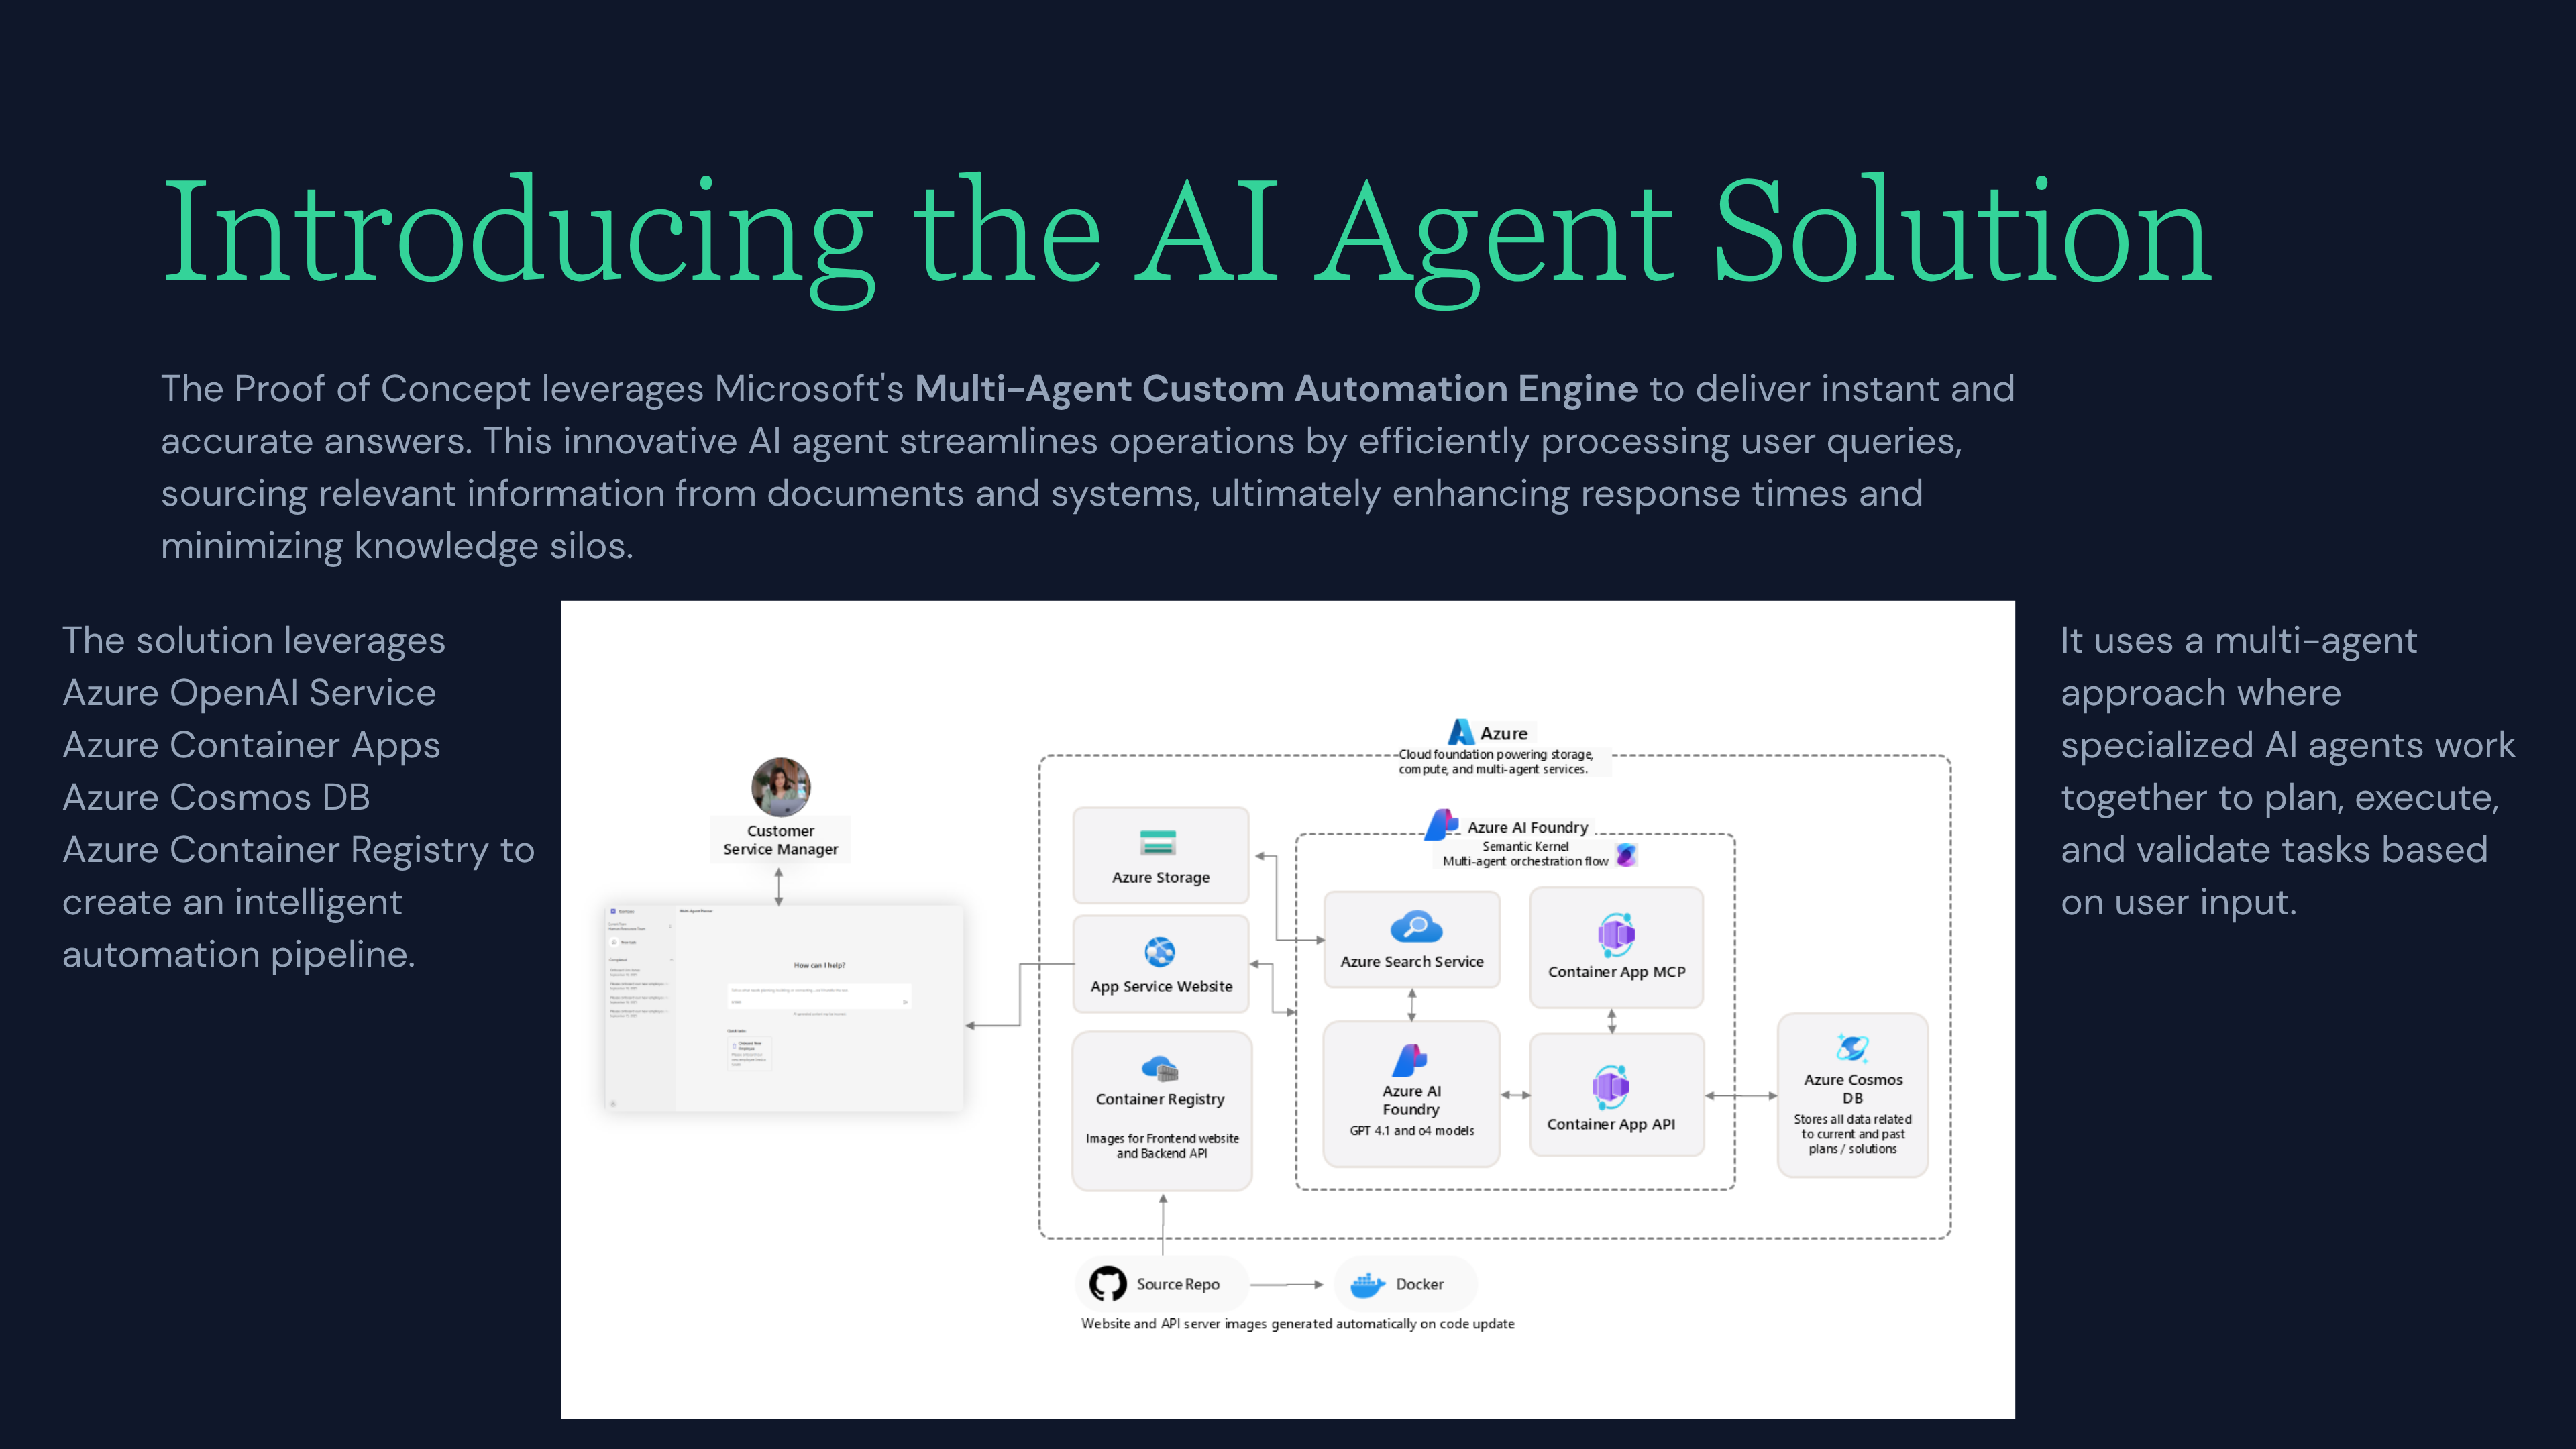 Introducing the AI Agent Solution
The Proof of Concept leverages Microsoft's Multi-Agent Custom Automation Engine to deliver instant and
accurate answers. This innovative AI agent streamlines operations by efficiently processing user queries,
sourcing relevant information from documents and systems, ultimately enhancing response times and
minimizing knowledge silos.
The solution leverages
Azure OpenAI Service
Azure Container Apps
Azure Cosmos DB
Azure Container Registry to
create an intelligent
automation pipeline.
Customer
Service Manager
How can I help?
Azure
Cloud foundation powering storage,
compute, and multi-agent services.
Azure Storage
App Service Website
Container Registry
Images for Frontend website
and Backend API
Azure AI Foundry
Semantic Kernel
Multi-agent orchestration flow
Azure Search Service
Container App MCP
Azure AI
Foundry
GPT 4.1 and o4 models
Container App API
Azure Cosmos
DB
Stores all data related
to current and past
plans / solutions
Source Repo
Docker
Website and API server images generated automatically on code update
It uses a multi-agent
approach where
specialized AI agents work
together to plan, execute,
and validate tasks based
on user input.